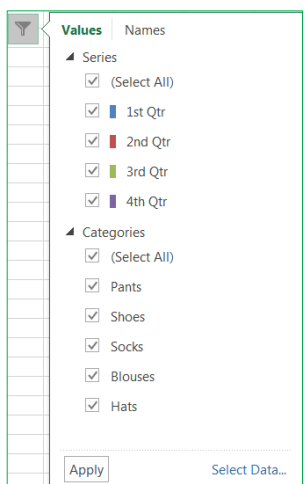 Values Names
Series
(Select All)
1st Qtr
2nd Qtr
3rd Qtr
4th Qtr
Categories
(Select All)
Pants
Shoes
Socks
Blouses
Hats
Apply Select Data...